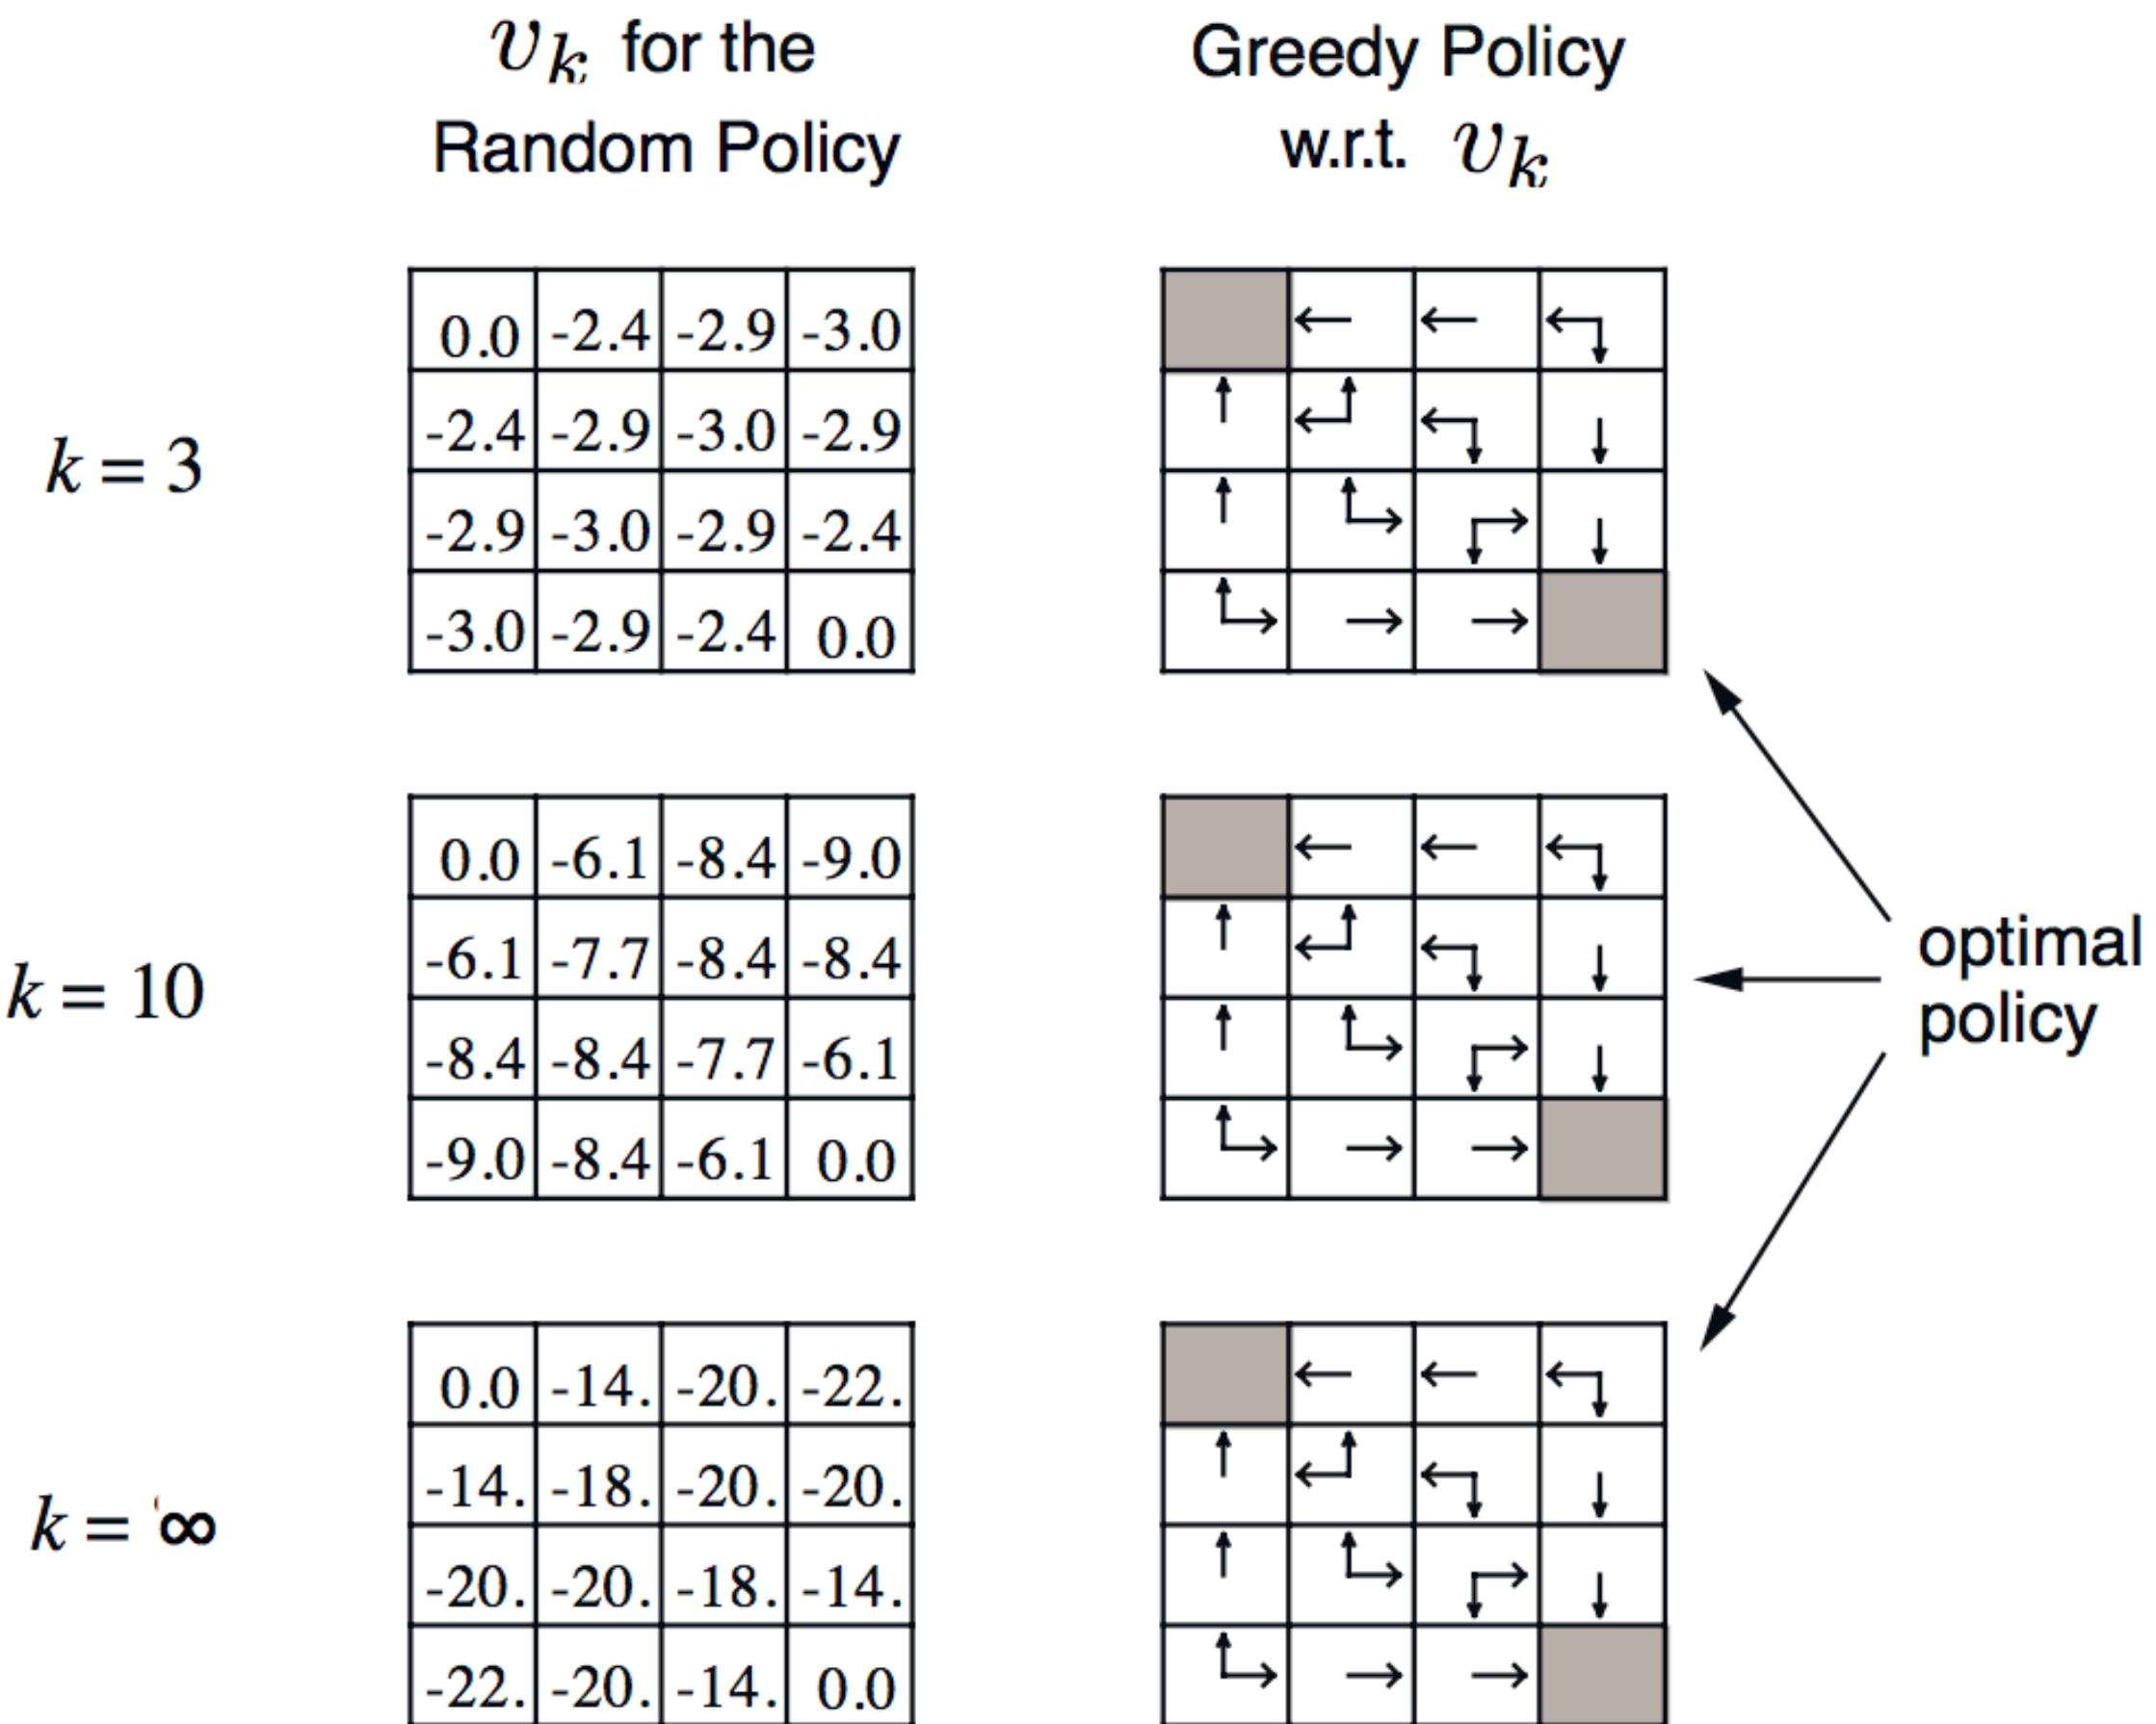 v_k for the
Random Policy
Greedy Policy
w.r.t. v_k
k = 3
0.0 -2.4 -2.9 -3.0
-2.4 -2.9 -3.0 -2.9
-2.9 -3.0 -2.9 -2.4
-3.0 -2.9 -2.4 0.0
k = 10
0.0 -6.1 -8.4 -9.0
-6.1 -7.7 -8.4 -8.4
-8.4 -8.4 -7.7 -6.1
-9.0 -8.4 -6.1 0.0
optimal
policy
k = ∞
0.0 -14. -20. -22.
-14. -18. -20. -20.
-20. -20. -18. -14.
-22. -20. -14. 0.0